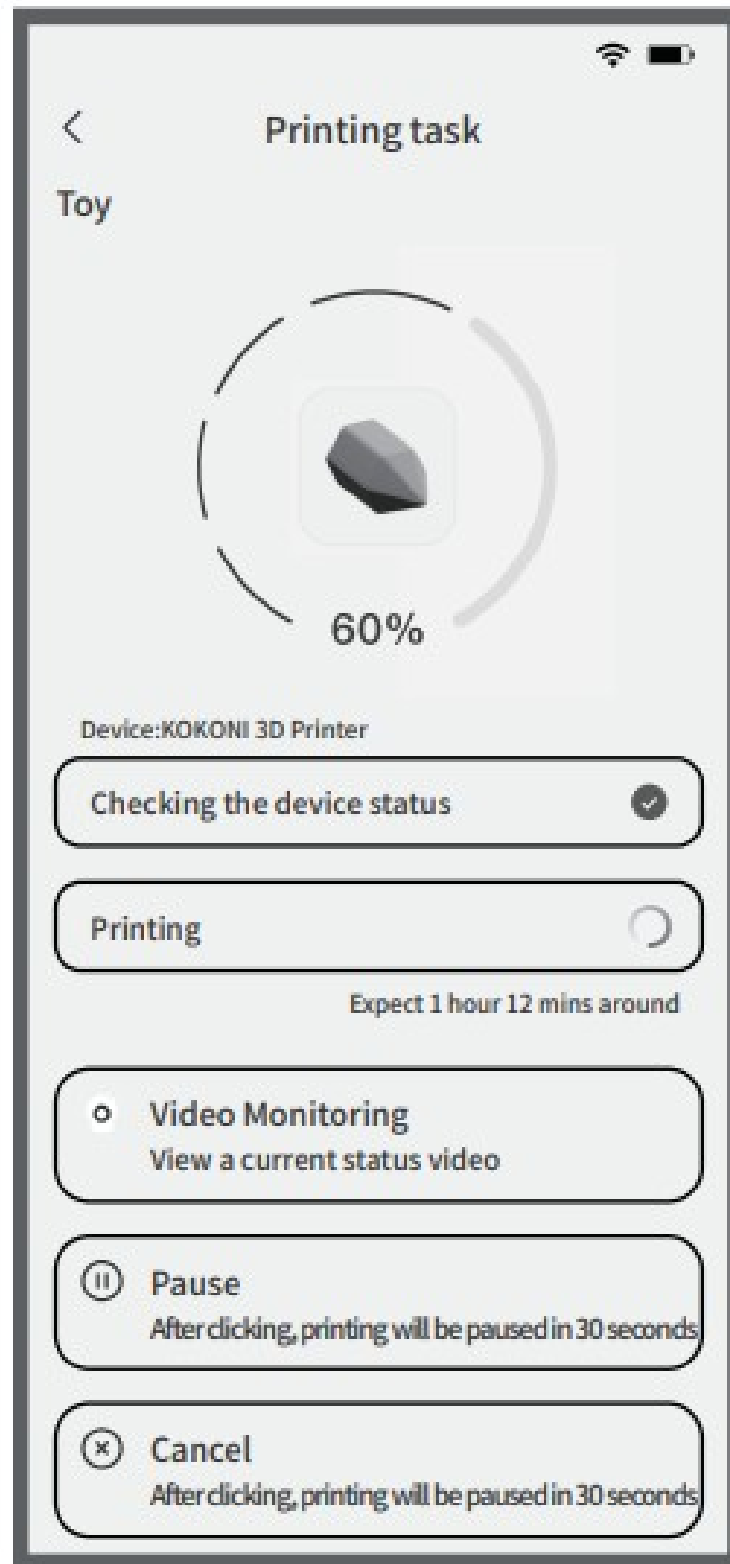 Printing task
Toy
60%
Device:KOKONI 3D Printer
Checking the device status
Printing
Expect 1 hour 12 mins around
Video Monitoring
View a current status video
Pause
After clicking, printing will be paused in 30 seconds
Cancel
After clicking, printing will be paused in 30 seconds